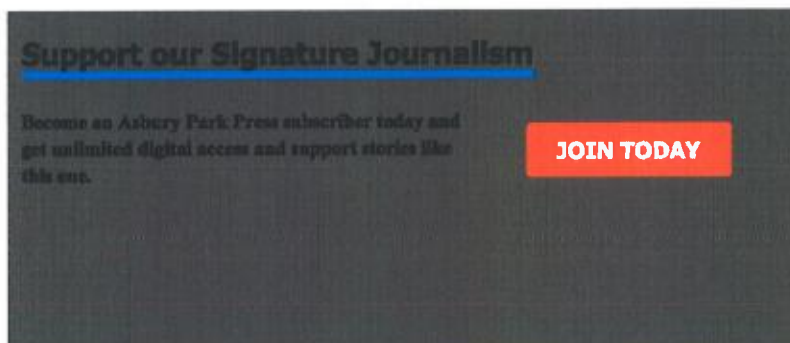 Support our Signature Journalism
Become an Asbury Park Press subscriber today and
get unlimited digital access and support stories like
this one.
JOIN TODAY